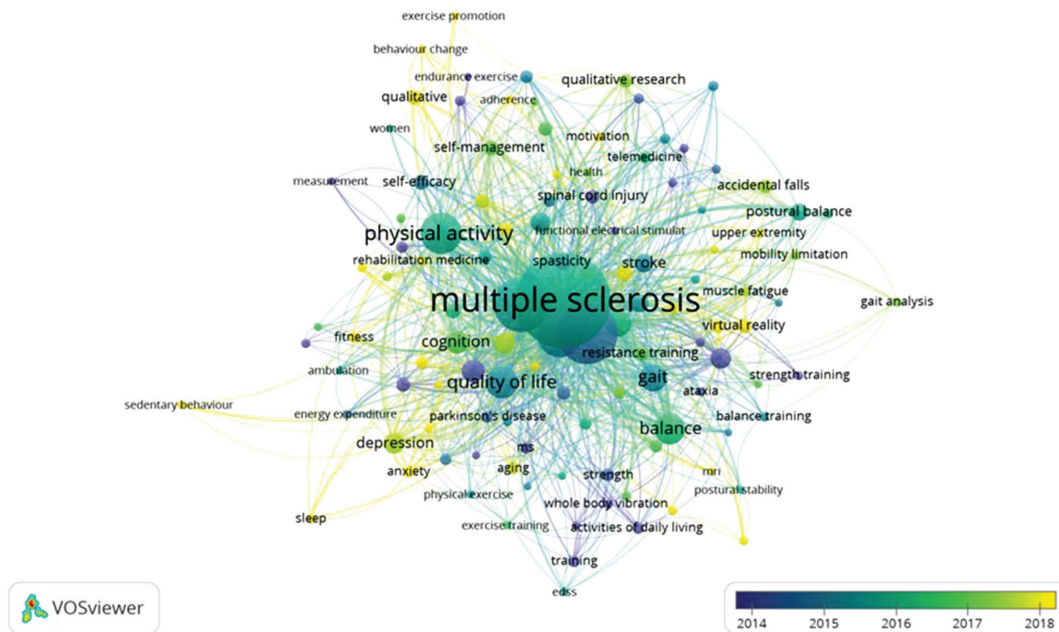 exercise promotion
behaviour change
endurance exercise
qualitative research
qualitative
adherence
women
motivation
self-management
telemedicine
health
measurement
self-efficacy
accidental falls
spinal cord injury
postural balance
physical activity
functional electrical stimulat
upper extremity
rehabilitation medicine
spasticity
stroke
mobility limitation
muscle fatigue
multiple sclerosis
gait analysis
virtual reality
fitness
cognition
resistance training
ambulation
quality of life
gait
strength training
ataxia
sedentary behaviour
energy expenditure
parkinson's disease
balance training
balance
depression
ms
anxiety
aging
strength
mri
physical exercise
postural stability
whole body vibration
sleep
exercise training
activities of daily living
training
edss
VOSviewer
2014 2015 2016 2017 2018